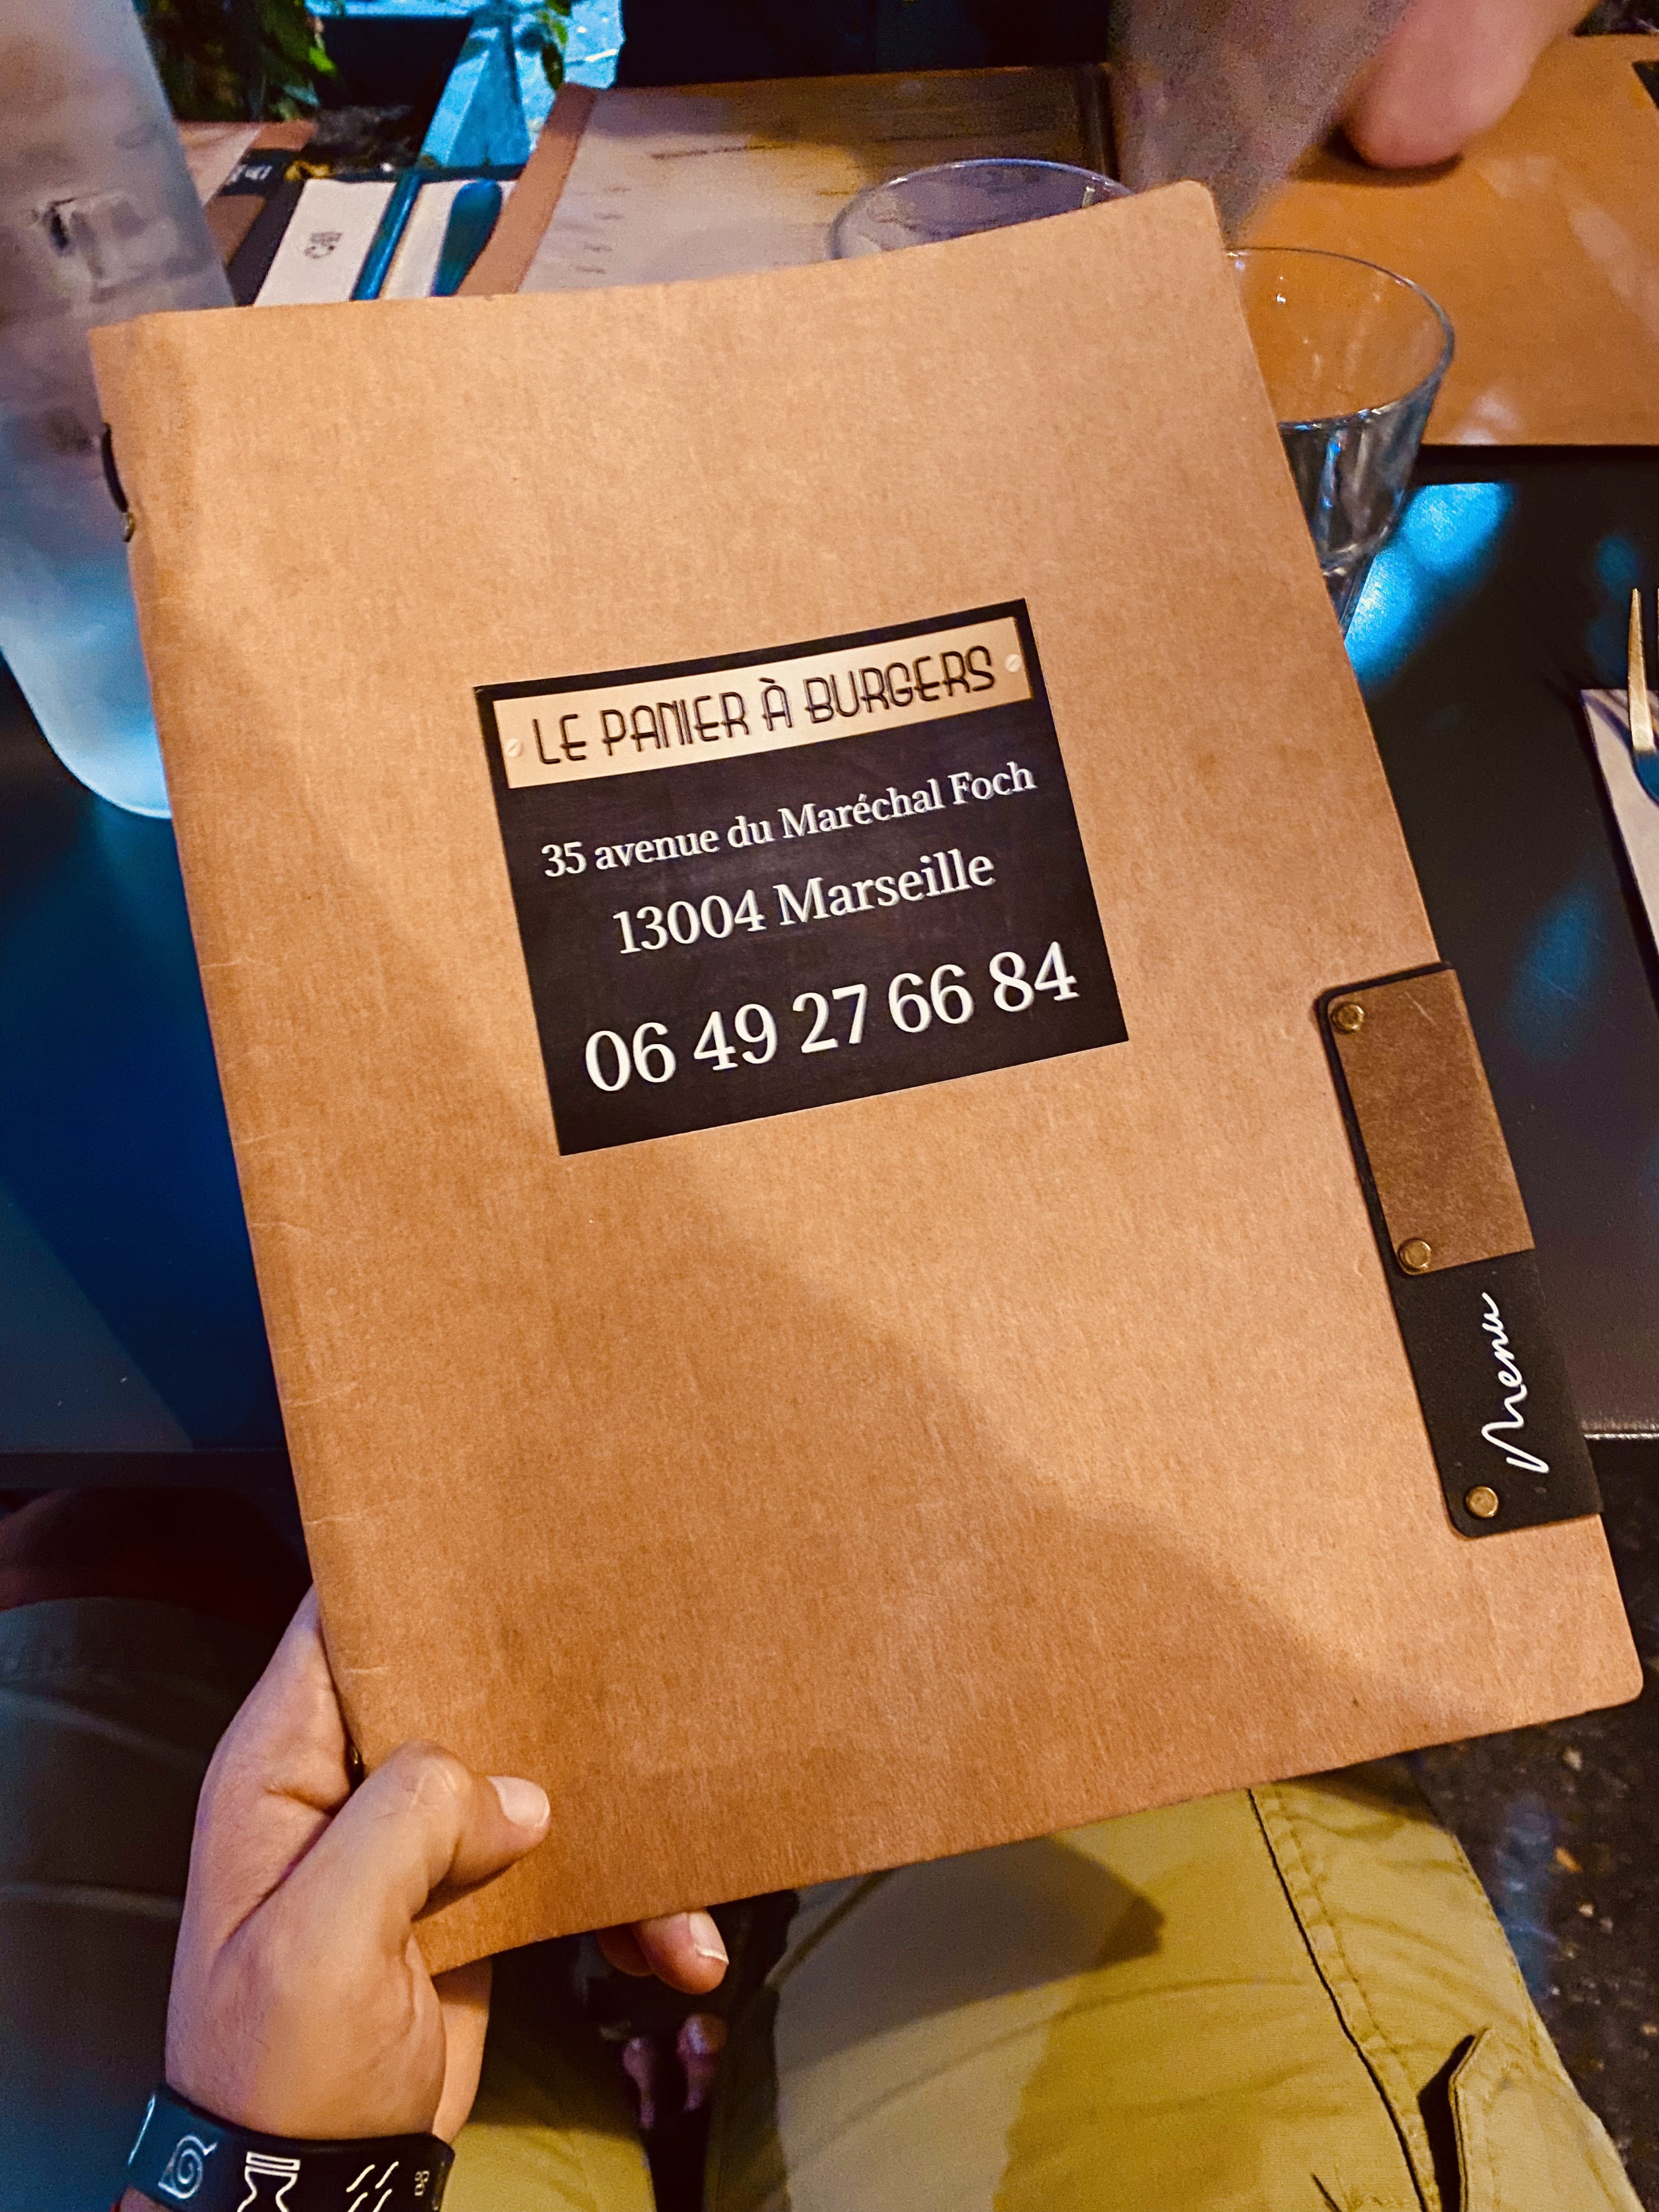 LE PANIER À BURGERS
35 avenue du Maréchal Foch
13004 Marseille
06 49 27 66 84
Menu